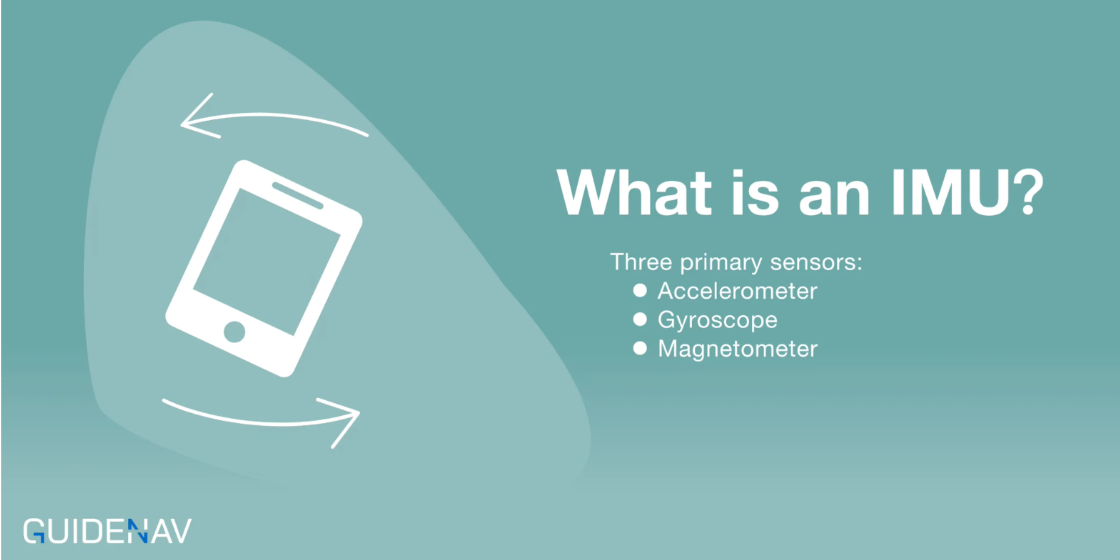 What is an IMU?
Three primary sensors:
● Accelerometer
● Gyroscope
● Magnetometer
GUIDENAV